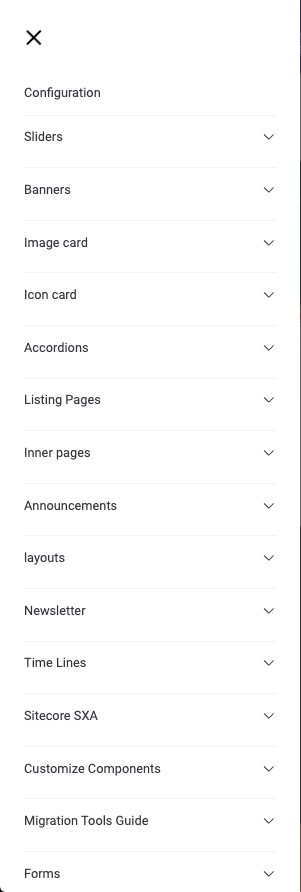 Configuration
Sliders
Banners
Image card
Icon card
Accordions
Listing Pages
Inner pages
Announcements
layouts
Newsletter
Time Lines
Sitecore SXA
Customize Components
Migration Tools Guide
Forms